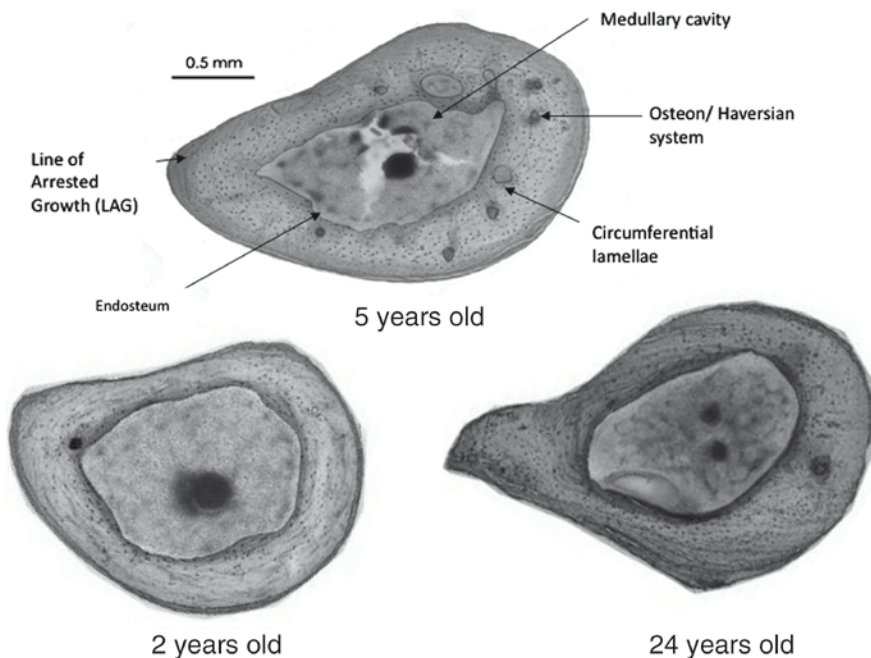 Medullary cavity
0.5 mm
Osteon/ Haversian
system
Line of
Arrested
Growth (LAG)
Circumferential
lamellae
Endosteum
5 years old
2 years old
24 years old